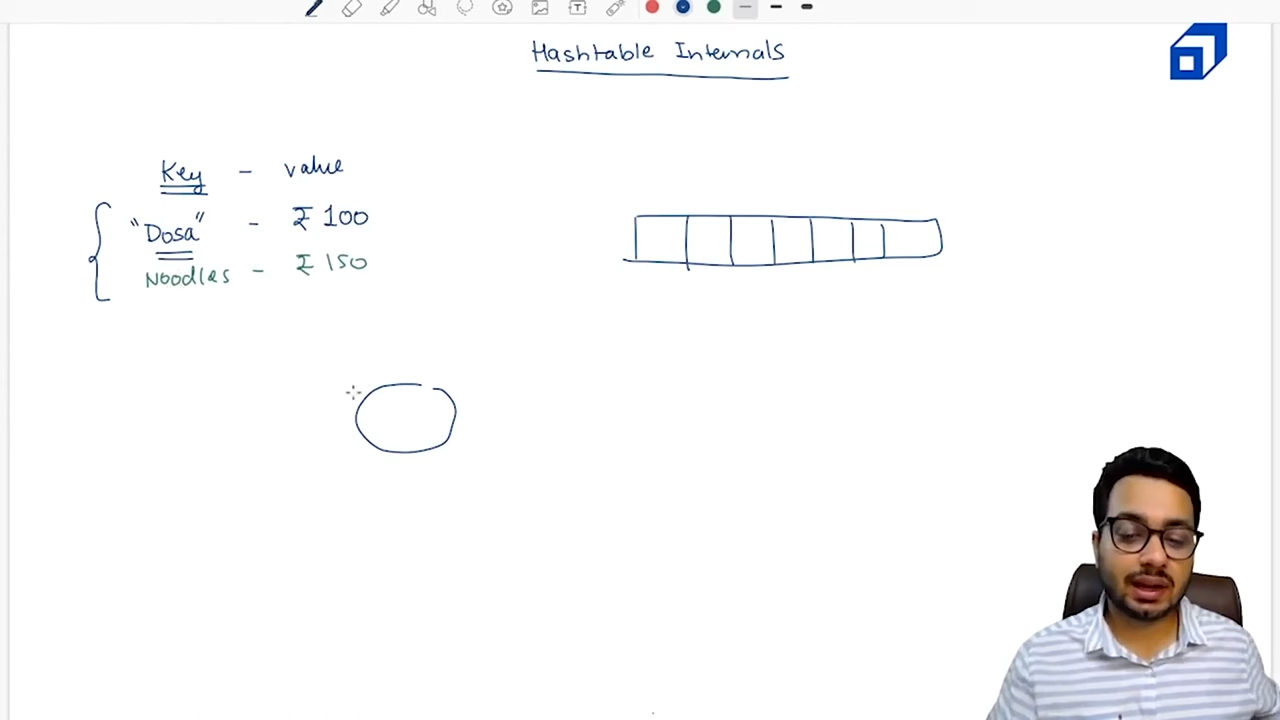 Hashtable Internals
Key - value
"Dosa" - ₹ 100
Noodles - ₹ 150